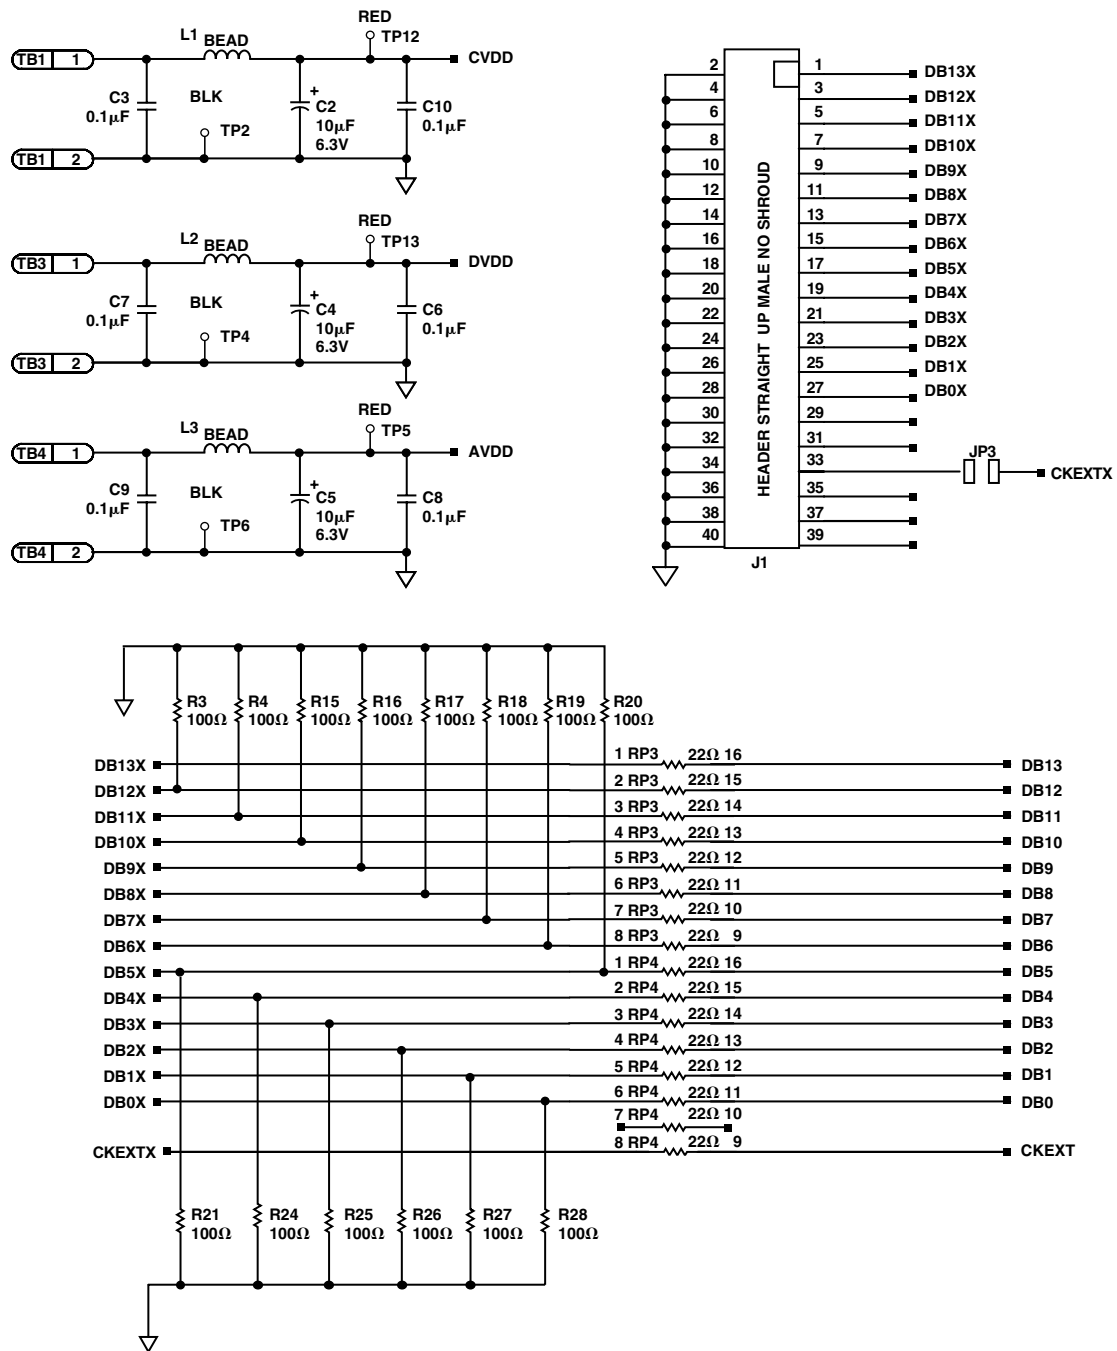 RED
L1 BEAD TP12
TB1 1 CVDD
C3 0.1µF BLK + C2 10µF 6.3V C10 0.1µF
TP2
TB1 2
RED
L2 BEAD TP13
TB3 1 DVDD
C7 0.1µF BLK + C4 10µF 6.3V C6 0.1µF
TP4
TB3 2
RED
L3 BEAD TP5
TB4 1 AVDD
C9 0.1µF BLK + C5 10µF 6.3V C8 0.1µF
TP6
TB4 2
2 1 DB13X
4 3 DB12X
6 5 DB11X
8 7 DB10X
10 9 DB9X
12 11 DB8X
14 13 DB7X
16 15 DB6X
18 17 DB5X
20 19 DB4X
22 21 DB3X
24 23 DB2X
26 25 DB1X
28 27 DB0X
30 29
32 31
34 33 JP3 CKEXTX
36 35
38 37
40 39
HEADER STRAIGHT UP MALE NO SHROUD
J1
R3 R4 R15 R16 R17 R18 R19 R20
100Ω 100Ω 100Ω 100Ω 100Ω 100Ω 100Ω 100Ω
DB13X 1 RP3 22Ω 16 DB13
DB12X 2 RP3 22Ω 15 DB12
DB11X 3 RP3 22Ω 14 DB11
DB10X 4 RP3 22Ω 13 DB10
DB9X 5 RP3 22Ω 12 DB9
DB8X 6 RP3 22Ω 11 DB8
DB7X 7 RP3 22Ω 10 DB7
DB6X 8 RP3 22Ω 9 DB6
DB5X 1 RP4 22Ω 16 DB5
DB4X 2 RP4 22Ω 15 DB4
DB3X 3 RP4 22Ω 14 DB3
DB2X 4 RP4 22Ω 13 DB2
DB1X 5 RP4 22Ω 12 DB1
DB0X 6 RP4 22Ω 11 DB0
7 RP4 22Ω 10
CKEXTX 8 RP4 22Ω 9 CKEXT
R21 R24 R25 R26 R27 R28
100Ω 100Ω 100Ω 100Ω 100Ω 100Ω